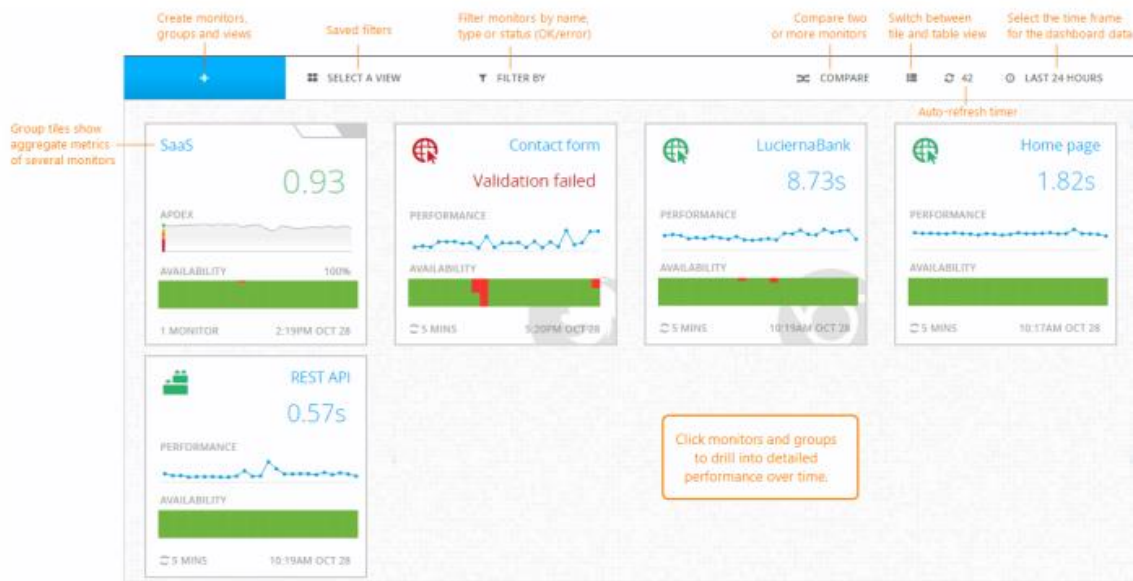 Create monitors,
groups and views
Saved filters
Filter monitors by name,
type or status (OK/error)
Compare two
or more monitors
Switch between
tile and table view
Select the time frame
for the dashboard data
+
SELECT A VIEW
FILTER BY
COMPARE
42
LAST 24 HOURS
Auto-refresh timer
Group tiles show
aggregate metrics
of several monitors
SaaS
0.93
APDEX
AVAILABILITY 100%
1 MONITOR 2:19PM OCT 28
Contact form
Validation failed
PERFORMANCE
AVAILABILITY
5 MINS 5:20PM OCT 28
LuciernaBank
8.73s
PERFORMANCE
AVAILABILITY
5 MINS 10:19AM OCT 28
Home page
1.82s
PERFORMANCE
AVAILABILITY
5 MINS 10:17AM OCT 28
REST API
0.57s
PERFORMANCE
AVAILABILITY
5 MINS 10:19AM OCT 28
Click monitors and groups
to drill into detailed
performance over time.